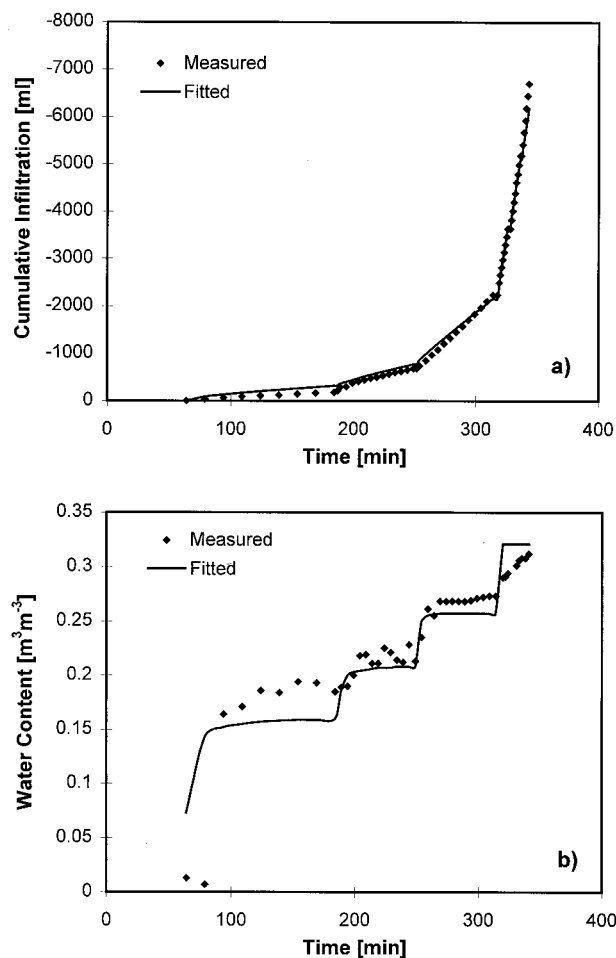 -8000
-7000
-6000
-5000
-4000
-3000
-2000
-1000
0
Cumulative Infiltration [ml]
Measured
Fitted
a)
0 100 200 300 400
Time [min]
0.35
0.3
0.25
0.2
0.15
0.1
0.05
0
Water Content [m³m⁻³]
Measured
Fitted
b)
0 100 200 300 400
Time [min]